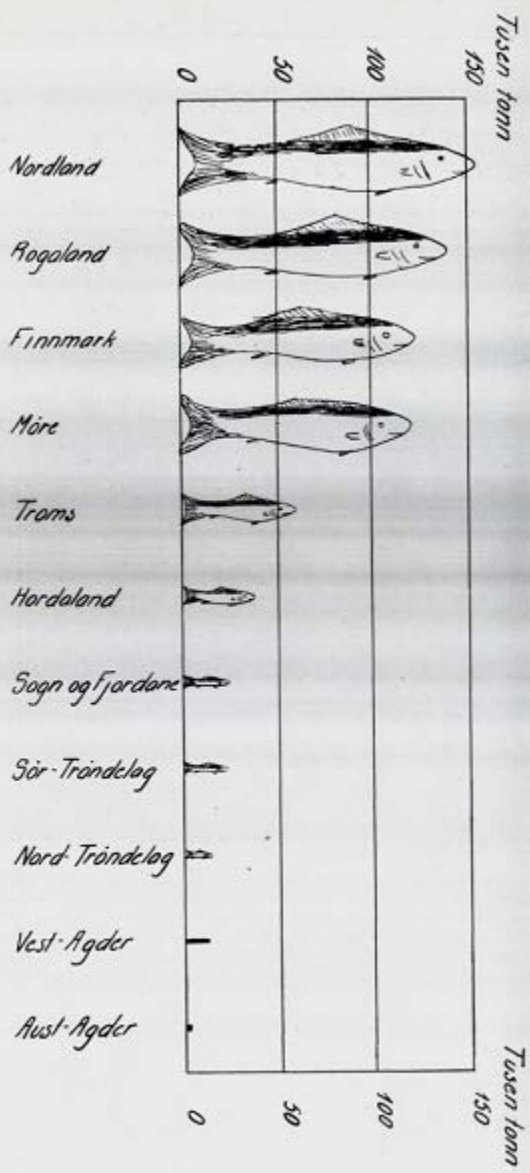 Tusen tonn
0 50 100 150
Nordland
Rogaland
Finnmark
Möre
Troms
Hordaland
Sogn og Fjordane
Sör-Tröndelag
Nord-Tröndelag
Vest-Agder
Aust-Agder
0 50 100 150
Tusen tonn